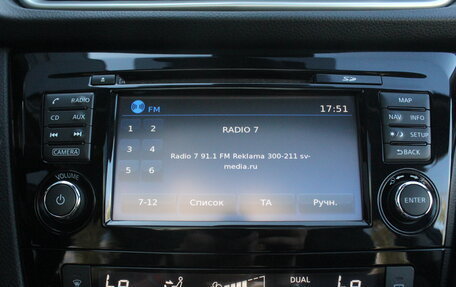 SD
RADIO
CD AUX
CAMERA
VOLUME
FM 17:51
1 2
3 4
5 6
RADIO 7
Radio 7 91.1 FM Reklama 300-211 sv-
media.ru
7-12 Список TA Ручн.
MAP
NAV INFO
SETUP
BACK
ENTER
DUAL